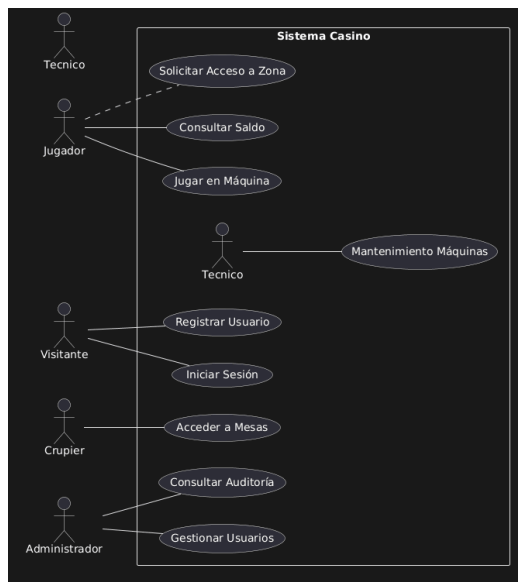 Sistema Casino
Tecnico
Solicitar Acceso a Zona
Jugador
Consultar Saldo
Jugar en Máquina
Tecnico
Mantenimiento Máquinas
Visitante
Registrar Usuario
Iniciar Sesión
Crupier
Acceder a Mesas
Consultar Auditoría
Administrador
Gestionar Usuarios